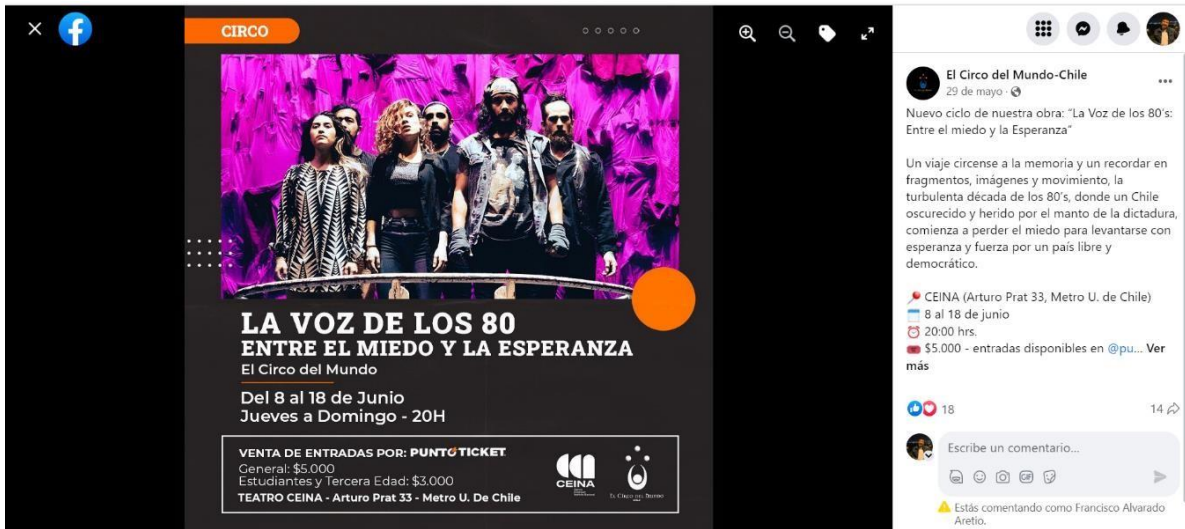 CIRCO
LA VOZ DE LOS 80
ENTRE EL MIEDO Y LA ESPERANZA
El Circo del Mundo
Del 8 al 18 de Junio
Jueves a Domingo - 20H
VENTA DE ENTRADAS POR: PUNTOTICKET
General: $5.000
Estudiantes y Tercera Edad: $3.000
TEATRO CEINA - Arturo Prat 33 - Metro U. De Chile
CEINA
El Circo del Mundo
El Circo del Mundo-Chile
29 de mayo ·
Nuevo ciclo de nuestra obra: "La Voz de los 80's:
Entre el miedo y la Esperanza"
Un viaje circense a la memoria y un recordar en
fragmentos, imágenes y movimiento, la
turbulenta década de los 80's, donde un Chile
oscurecido y herido por el manto de la dictadura,
comienza a perder el miedo para levantarse con
esperanza y fuerza por un país libre y
democrático.
📍 CEINA (Arturo Prat 33, Metro U. de Chile)
🗓️ 8 al 18 de junio
⏰ 20:00 hrs.
🎟️ $5.000 - entradas disponibles en @pu... Ver
más
18
14
Escribe un comentario...
GIF
Estás comentando como Francisco Alvarado
Aretio.